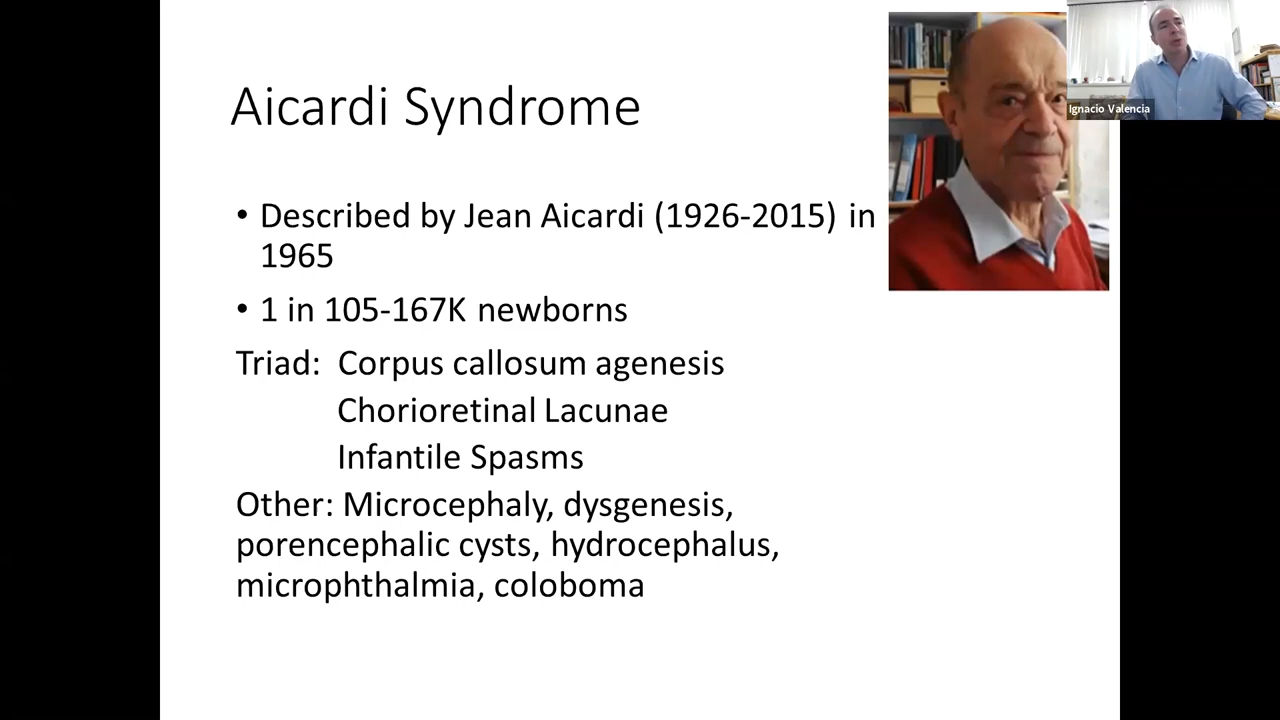 Aicardi Syndrome
Ignacio Valencia
• Described by Jean Aicardi (1926-2015) in
1965
• 1 in 105-167K newborns
Triad: Corpus callosum agenesis
Chorioretinal Lacunae
Infantile Spasms
Other: Microcephaly, dysgenesis,
porencephalic cysts, hydrocephalus,
microphthalmia, coloboma